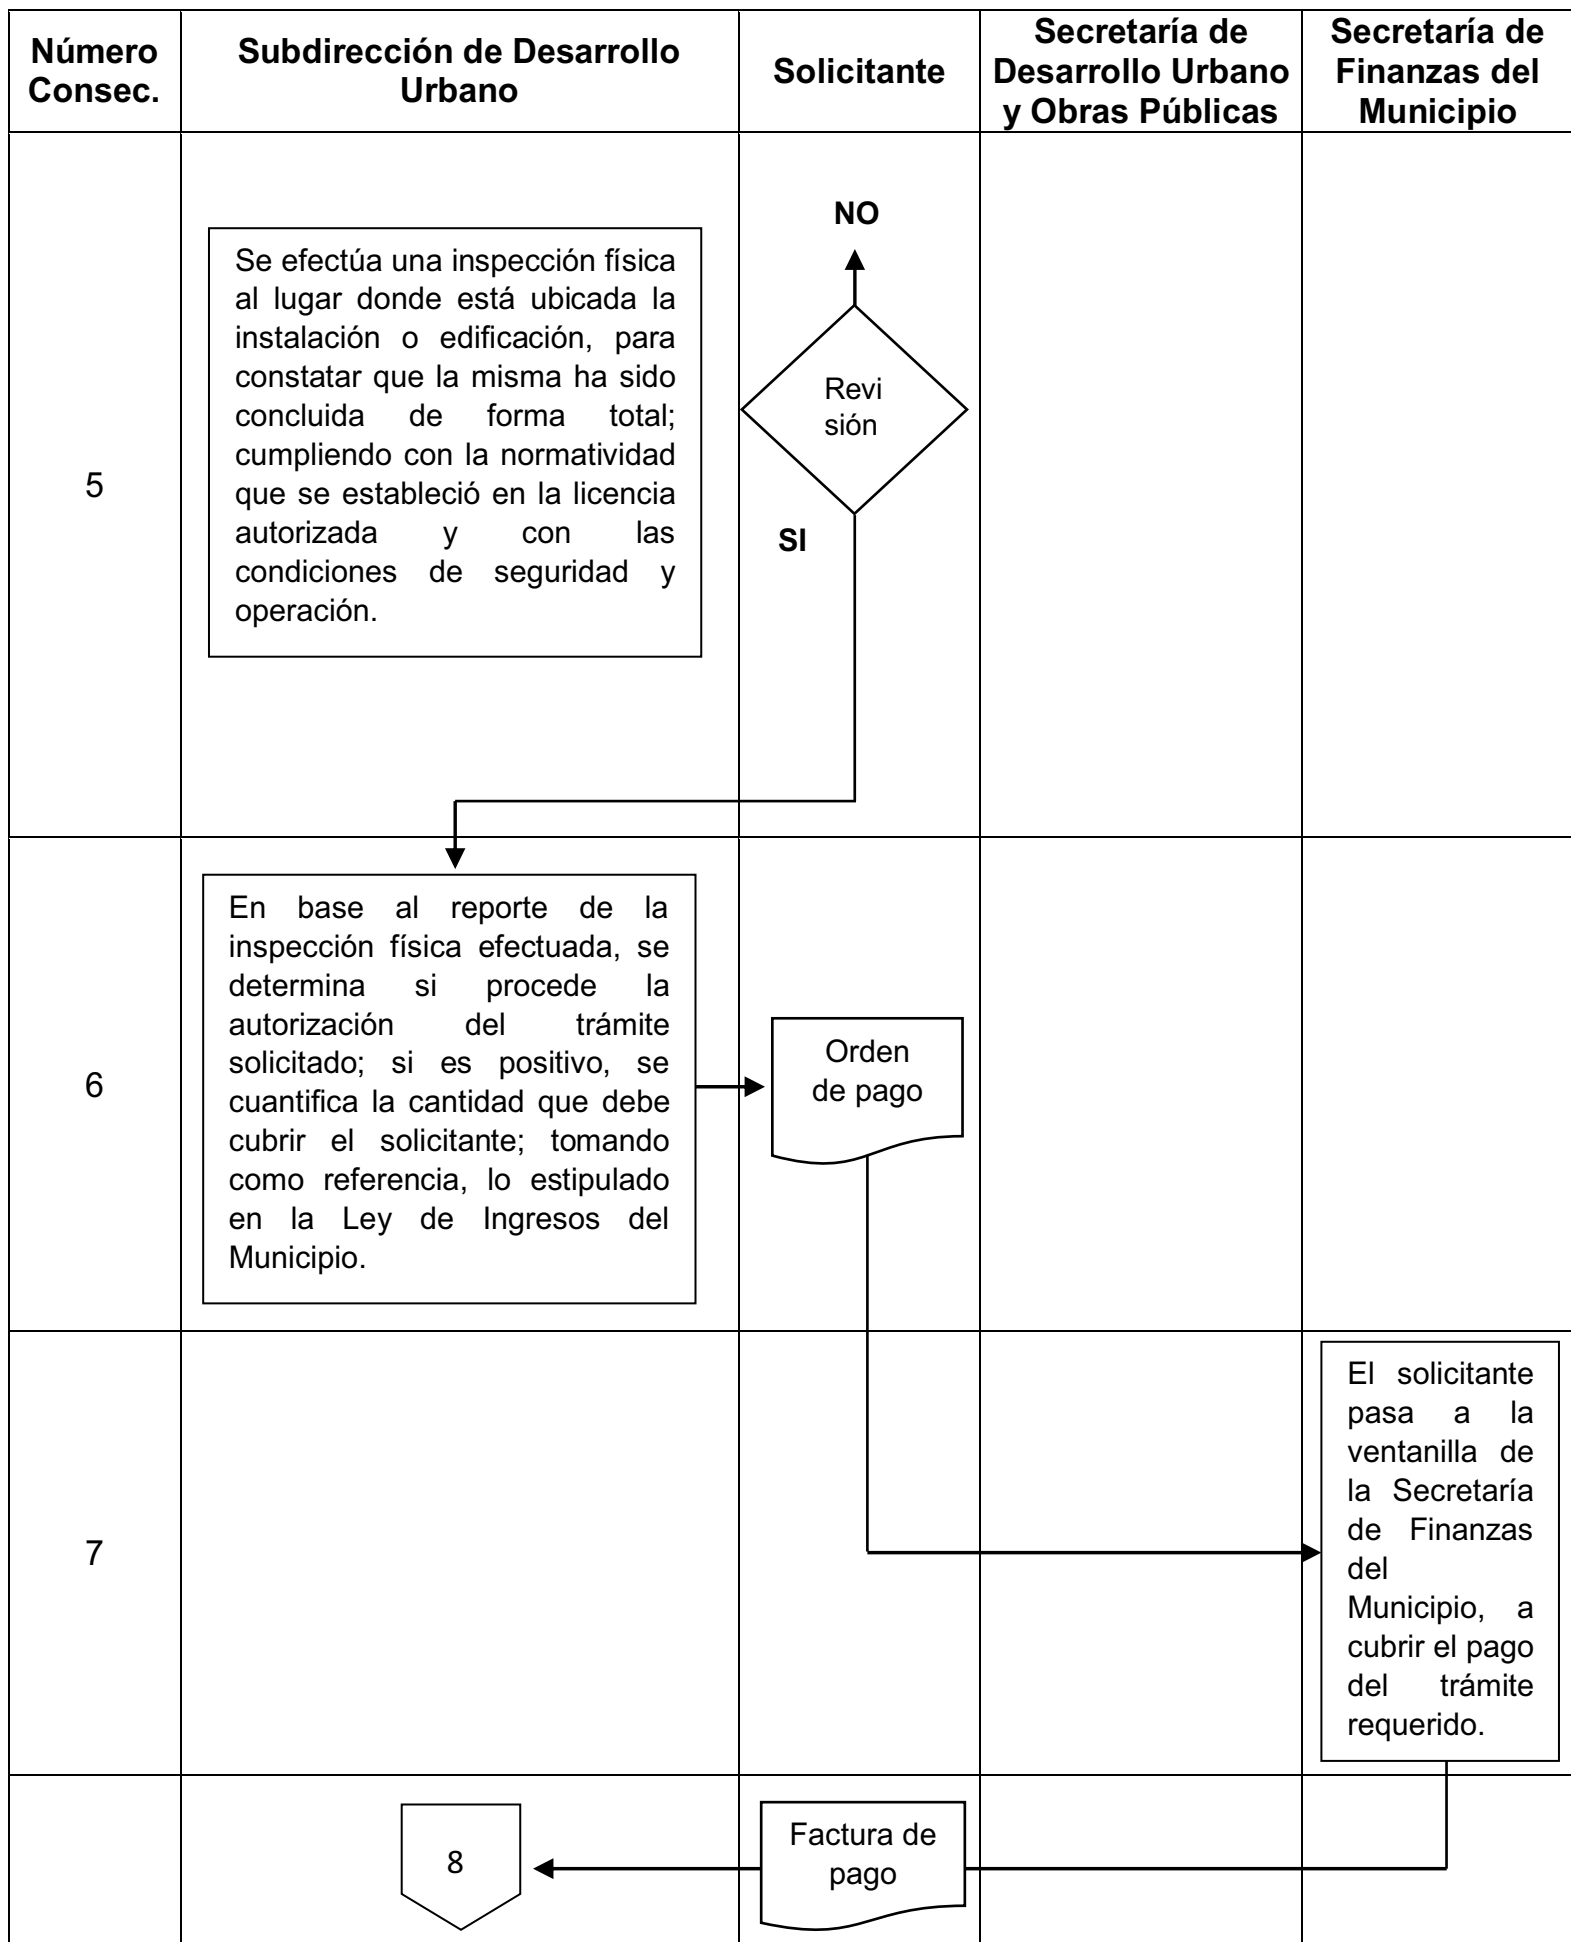 Número
Consec.
Subdirección de Desarrollo
Urbano
Solicitante
Secretaría de
Desarrollo Urbano
y Obras Públicas
Secretaría de
Finanzas del
Municipio
5
Se efectúa una inspección física
al lugar donde está ubicada la
instalación o edificación, para
constatar que la misma ha sido
concluida de forma total;
cumpliendo con la normatividad
que se estableció en la licencia
autorizada y con las
condiciones de seguridad y
operación.
NO
Revi
sión
SI
6
En base al reporte de la
inspección física efectuada, se
determina si procede la
autorización del trámite
solicitado; si es positivo, se
cuantifica la cantidad que debe
cubrir el solicitante; tomando
como referencia, lo estipulado
en la Ley de Ingresos del
Municipio.
Orden
de pago
7
El solicitante
pasa a la
ventanilla de
la Secretaría
de Finanzas
del
Municipio, a
cubrir el pago
del trámite
requerido.
8
Factura de
pago